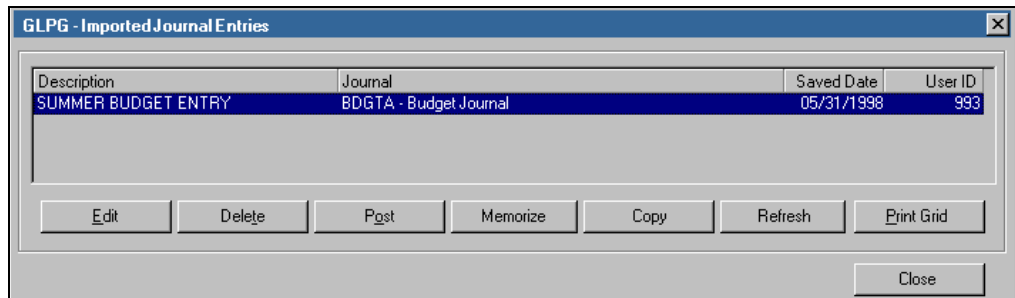 GLPG - Imported Journal Entries
Description Journal Saved Date User ID
SUMMER BUDGET ENTRY BDGTA - Budget Journal 05/31/1998 993
Edit Delete Post Memorize Copy Refresh Print Grid
Close